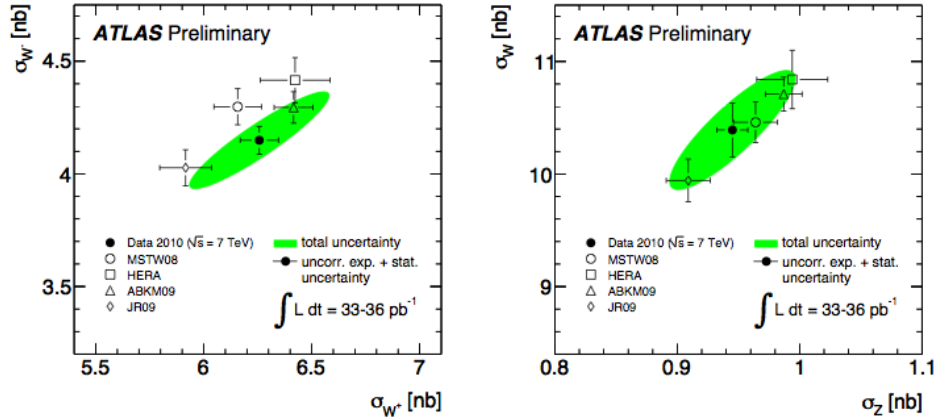 σW- [nb]
ATLAS Preliminary
4.5
4
3.5
Data 2010 (√s = 7 TeV)
MSTW08
HERA
ABKM09
JR09
total uncertainty
uncorr. exp. + stat.
uncertainty
∫ L dt = 33-36 pb-1
5.5 6 6.5 7
σW+ [nb]
σW [nb]
ATLAS Preliminary
11
10
9
Data 2010 (√s = 7 TeV)
MSTW08
HERA
ABKM09
JR09
total uncertainty
uncorr. exp. + stat.
uncertainty
∫ L dt = 33-36 pb-1
0.8 0.9 1 1.1
σZ [nb]